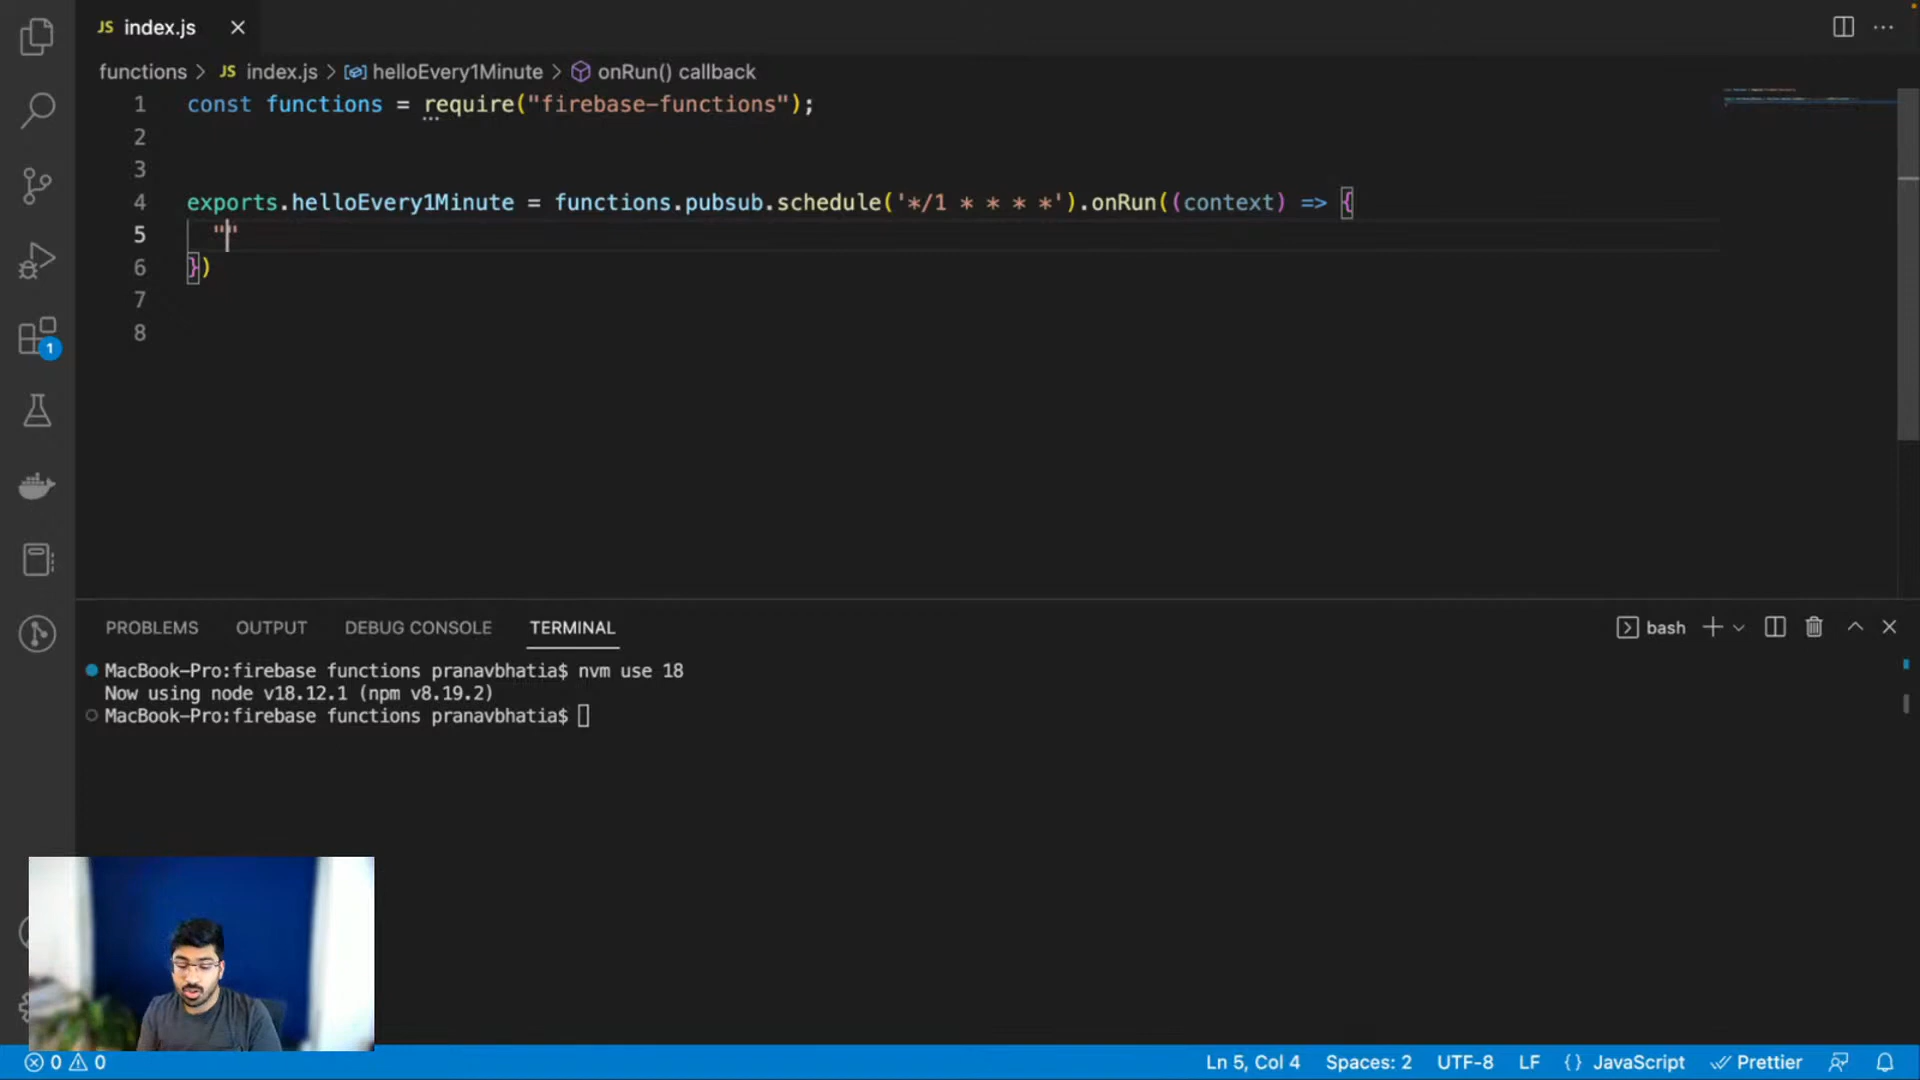 JS index.js
functions > JS index.js > helloEvery1Minute > onRun() callback
1 const functions = require("firebase-functions");
2
3
4 exports.helloEvery1Minute = functions.pubsub.schedule('*/1 * * * *').onRun((context) => {
5 ""
6 })
7
8
1
PROBLEMS OUTPUT DEBUG CONSOLE TERMINAL bash
MacBook-Pro:firebase functions pranavbhatia$ nvm use 18
Now using node v18.12.1 (npm v8.19.2)
MacBook-Pro:firebase functions pranavbhatia$
0 0 Ln 5, Col 4 Spaces: 2 UTF-8 LF {} JavaScript Prettier